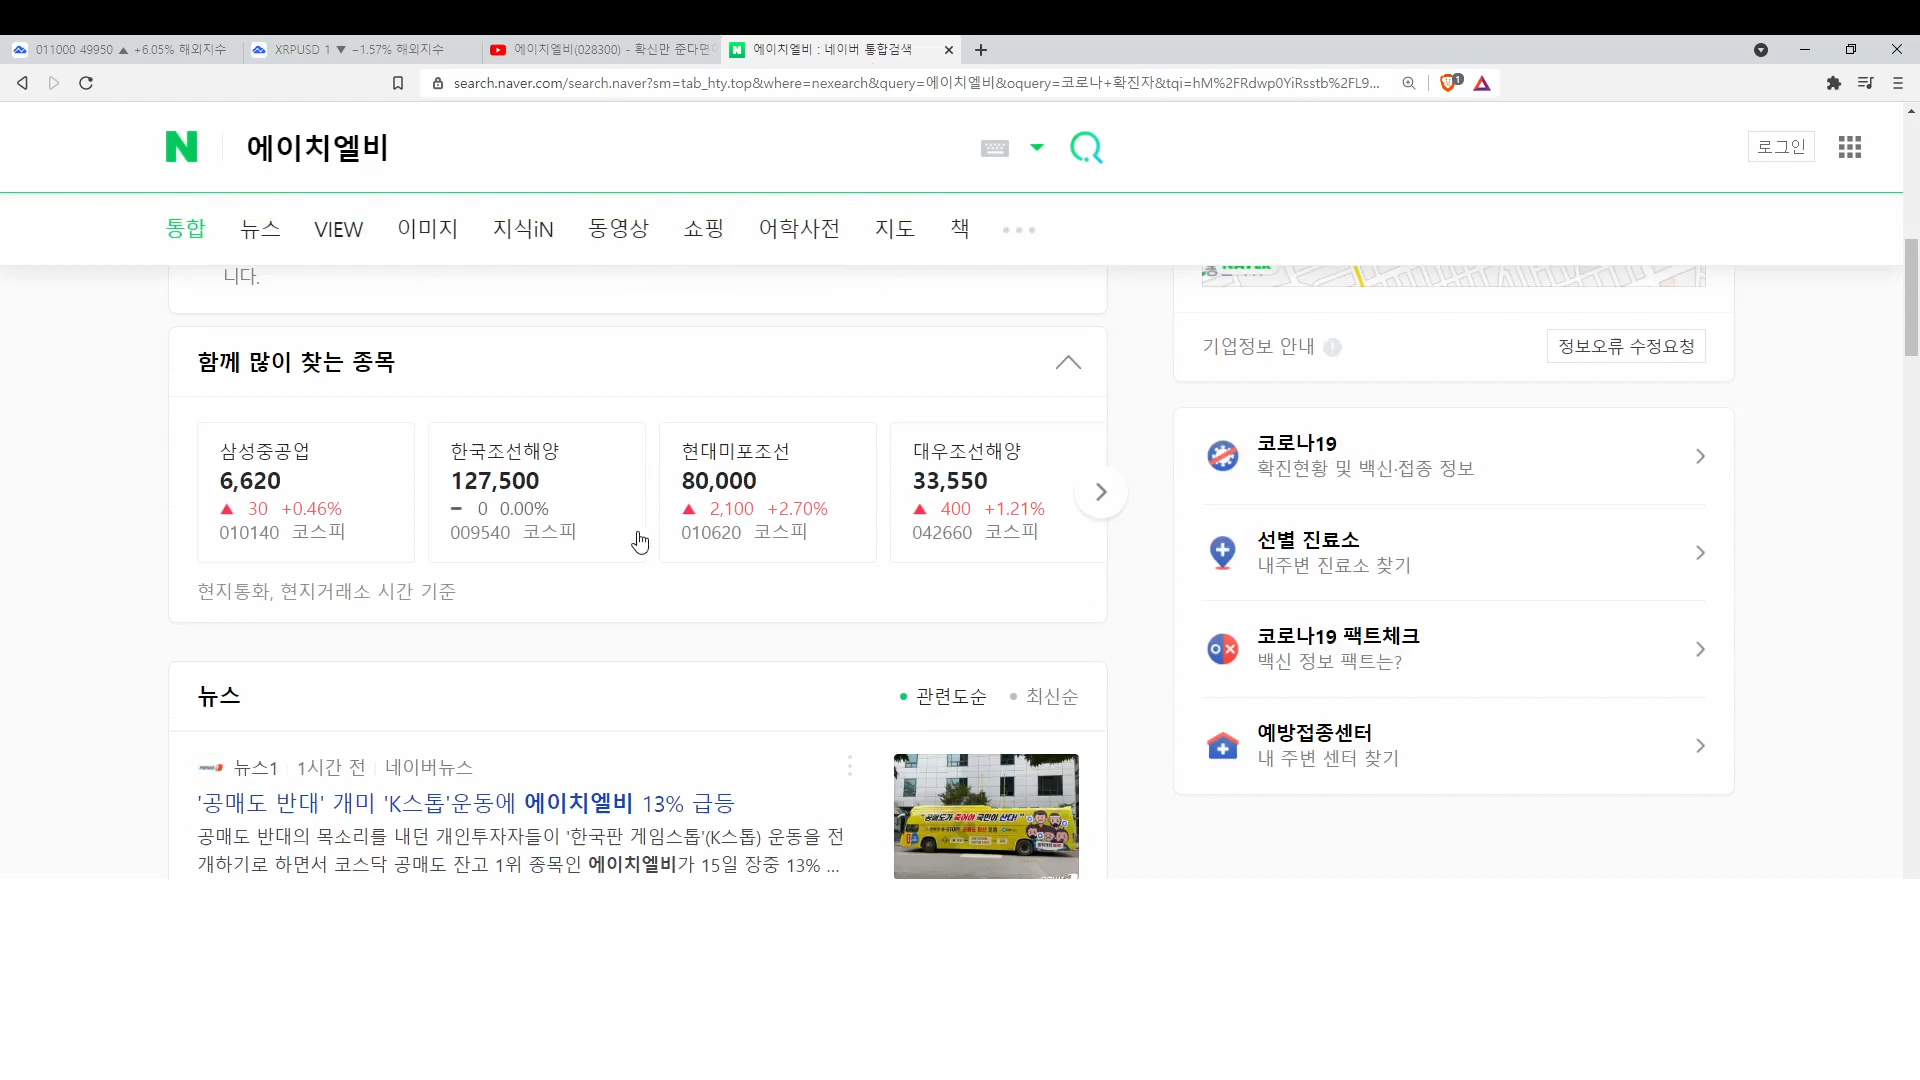 011000 49950 ▲ +6.05% 해외지수
XRPUSD 1 ▼ −1.57% 해외지수
에이치엘비(028300) - 확신만 준다면
에이치엘비 : 네이버 통합검색
search.naver.com/search.naver?sm=tab_hty.top&where=nexearch&query=에이치엘비&oquery=코로나+확진자&tqi=hM%2FRdwp0YiRsstb%2FL9...
1
N 에이치엘비
로그인
통합 뉴스 VIEW 이미지 지식iN 동영상 쇼핑 어학사전 지도 책
니다.
NAVER
기업정보 안내
정보오류 수정요청
함께 많이 찾는 종목
삼성중공업
6,620
▲ 30 +0.46%
010140 코스피
한국조선해양
127,500
− 0 0.00%
009540 코스피
현대미포조선
80,000
▲ 2,100 +2.70%
010620 코스피
대우조선해양
33,550
▲ 400 +1.21%
042660 코스피
현지통화, 현지거래소 시간 기준
코로나19
확진현황 및 백신·접종 정보
선별 진료소
내주변 진료소 찾기
코로나19 팩트체크
백신 정보 팩트는?
예방접종센터
내 주변 센터 찾기
뉴스
관련도순 최신순
뉴스1 1시간 전 네이버뉴스
'공매도 반대' 개미 'K스톱'운동에 에이치엘비 13% 급등
공매도 반대의 목소리를 내던 개인투자자들이 '한국판 게임스톱'(K스톱) 운동을 전
개하기로 하면서 코스닥 공매도 잔고 1위 종목인 에이치엘비가 15일 장중 13% ...
"공매도가 죽어야 국민이 산다!"